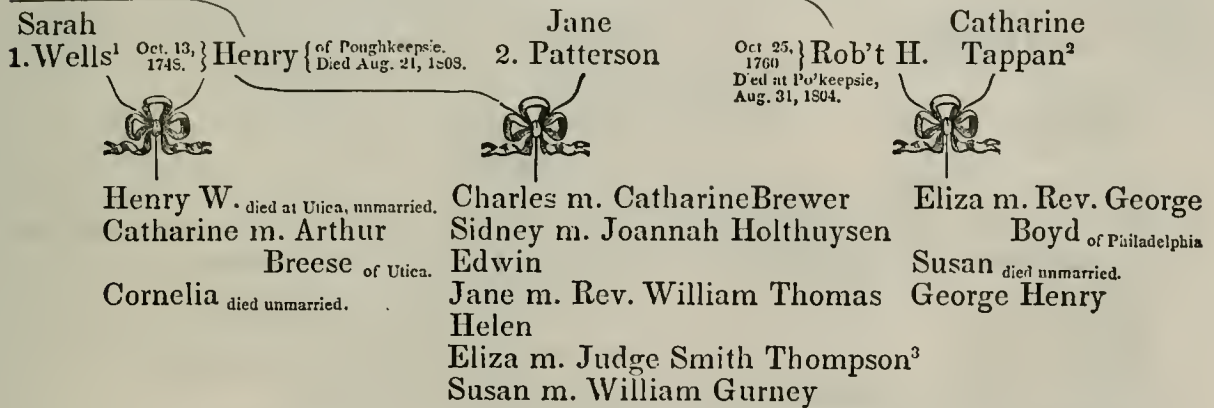 Sarah
1. Wells¹ Oct. 13, 1748. } Henry { of Poughkeepsie. Died Aug. 21, 1808.
Jane
2. Patterson
Oct 25, 1760 } Rob't H.
Died at Po'keepsie,
Aug. 31, 1804.
Catharine
Tappan²
Henry W. died at Utica, unmarried.
Catharine m. Arthur
Breese of Utica.
Cornelia died unmarried.
Charles m. Catharine Brewer
Sidney m. Joannah Holthuysen
Edwin
Jane m. Rev. William Thomas
Helen
Eliza m. Judge Smith Thompson³
Susan m. William Gurney
Eliza m. Rev. George
Boyd of Philadelphia
Susan died unmarried.
George Henry